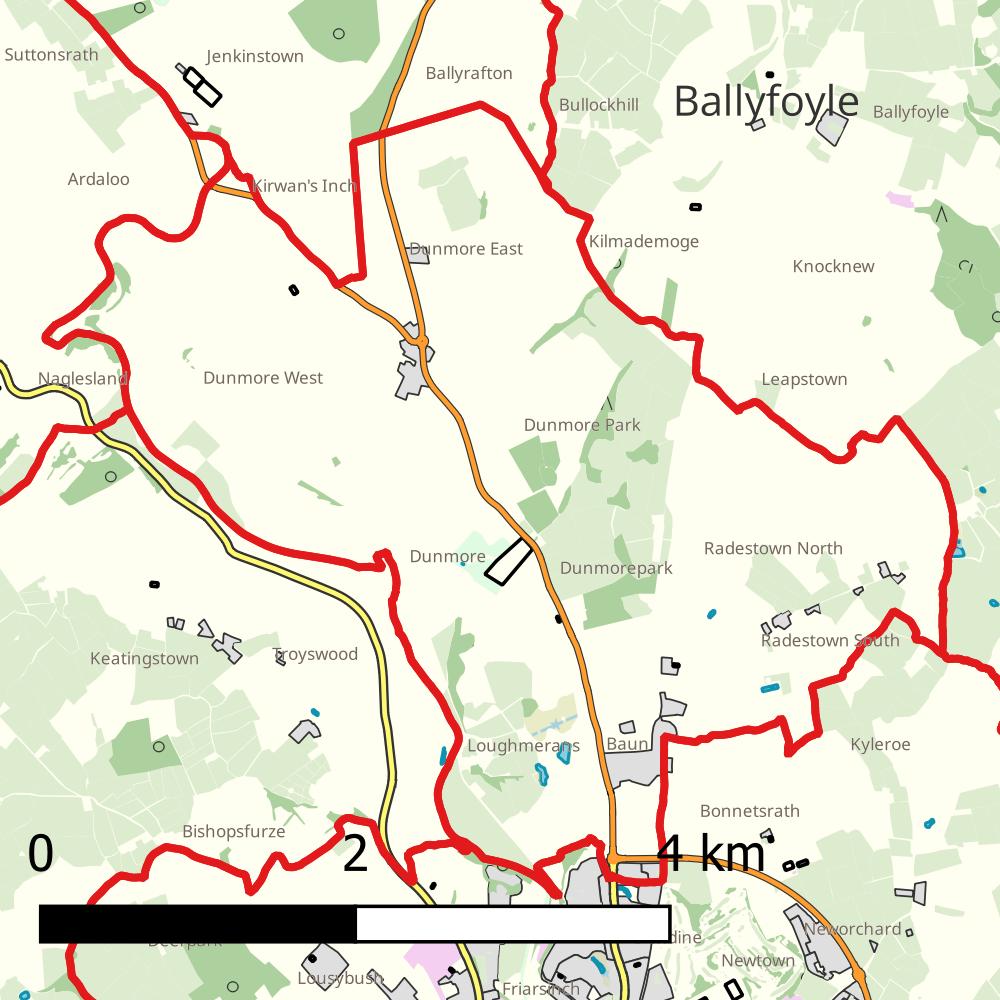 Suttonsrath
Jenkinstown
Ballyrafton
Bullockhill
Ballyfoyle
Ballyfoyle
Ardaloo
Kirwan's Inch
Dunmore East
Kilmademoge
Knocknew
Naglesland
Dunmore West
Leapstown
Dunmore Park
Dunmore
Dunmorepark
Radestown North
Keatingstown
Troyswood
Radestown South
Loughmerans
Baun
Kyleroe
Bonnetsrath
Bishopsfurze
0 2 4 km
Deerpark
Neworchard
Newtown
Lousybush
Friarsinch